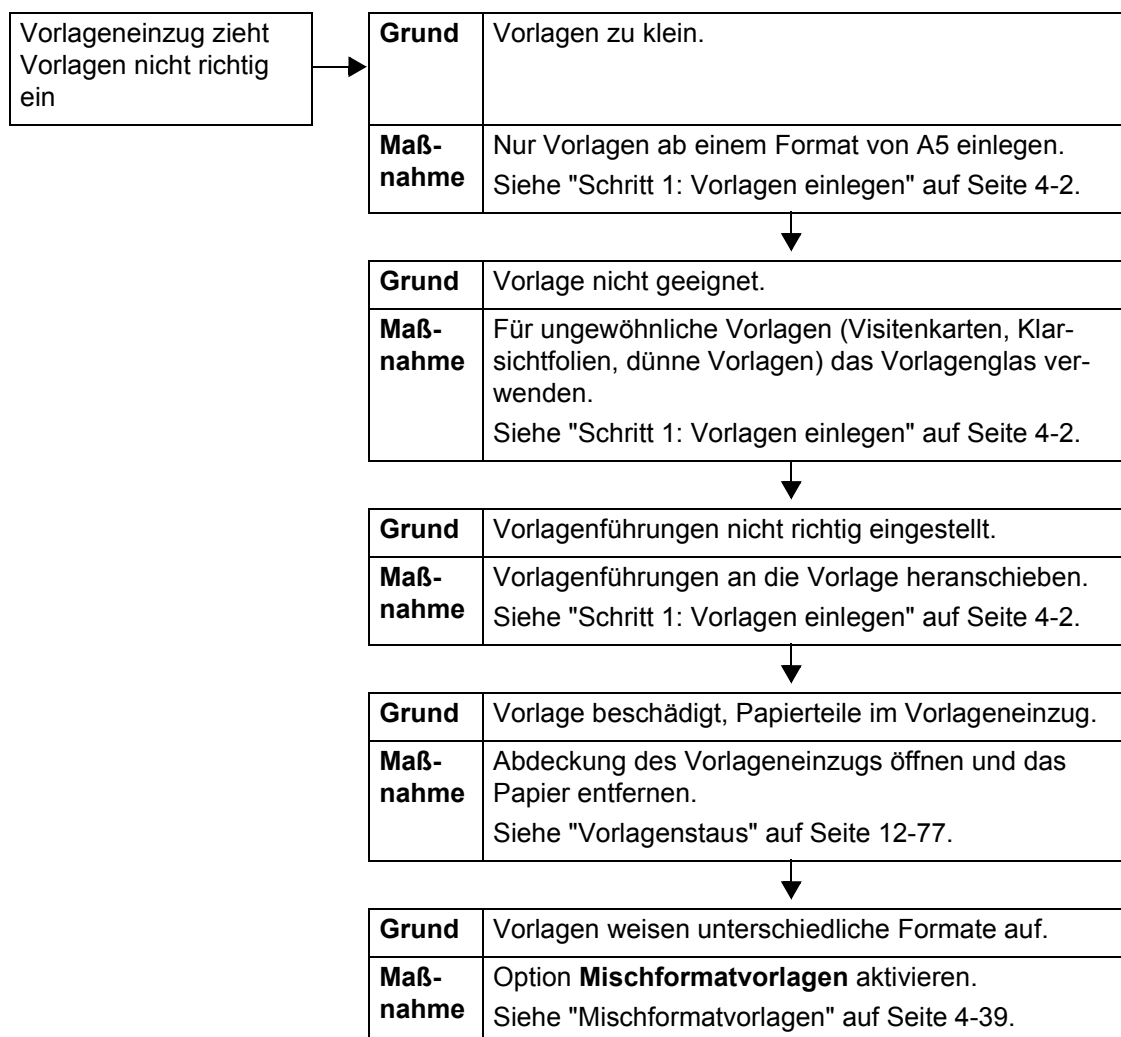 Vorlageneinzug zieht
Vorlagen nicht richtig
ein
Grund Vorlagen zu klein.
Maß-
nahme
Nur Vorlagen ab einem Format von A5 einlegen.
Siehe "Schritt 1: Vorlagen einlegen" auf Seite 4-2.
Grund Vorlage nicht geeignet.
Maß-
nahme
Für ungewöhnliche Vorlagen (Visitenkarten, Klar-
sichtfolien, dünne Vorlagen) das Vorlagenglas ver-
wenden.
Siehe "Schritt 1: Vorlagen einlegen" auf Seite 4-2.
Grund Vorlagenführungen nicht richtig eingestellt.
Maß-
nahme
Vorlagenführungen an die Vorlage heranschieben.
Siehe "Schritt 1: Vorlagen einlegen" auf Seite 4-2.
Grund Vorlage beschädigt, Papierteile im Vorlageneinzug.
Maß-
nahme
Abdeckung des Vorlageneinzugs öffnen und das
Papier entfernen.
Siehe "Vorlagenstaus" auf Seite 12-77.
Grund Vorlagen weisen unterschiedliche Formate auf.
Maß-
nahme
Option Mischformatvorlagen aktivieren.
Siehe "Mischformatvorlagen" auf Seite 4-39.